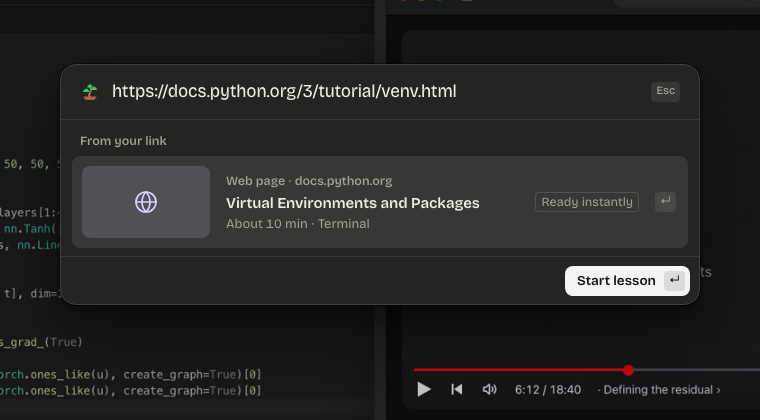 https://docs.python.org/3/tutorial/venv.html
Esc
From your link
Web page · docs.python.org
Virtual Environments and Packages
About 10 min · Terminal
Ready instantly
Start lesson
50, 50,
layers[1:-
nn.Tanh()
s, nn.Line
t], dim=
s_grad_(True)
orch.ones_like(u), create_graph=True)[0]
orch.ones_like(u), create_graph=True)[0]
ts
6:12 / 18:40 · Defining the residual ›